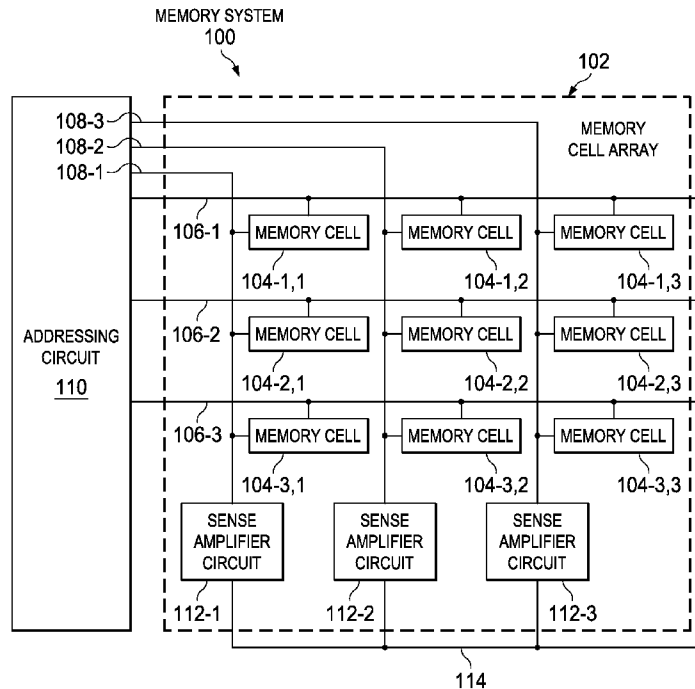 MEMORY SYSTEM
100
102
108-3
108-2
108-1
MEMORY
CELL ARRAY
106-1
MEMORY CELL
MEMORY CELL
MEMORY CELL
104-1,1
104-1,2
104-1,3
ADDRESSING
CIRCUIT
110
106-2
MEMORY CELL
MEMORY CELL
MEMORY CELL
104-2,1
104-2,2
104-2,3
106-3
MEMORY CELL
MEMORY CELL
MEMORY CELL
104-3,1
104-3,2
104-3,3
SENSE
AMPLIFIER
CIRCUIT
SENSE
AMPLIFIER
CIRCUIT
SENSE
AMPLIFIER
CIRCUIT
112-1
112-2
112-3
114